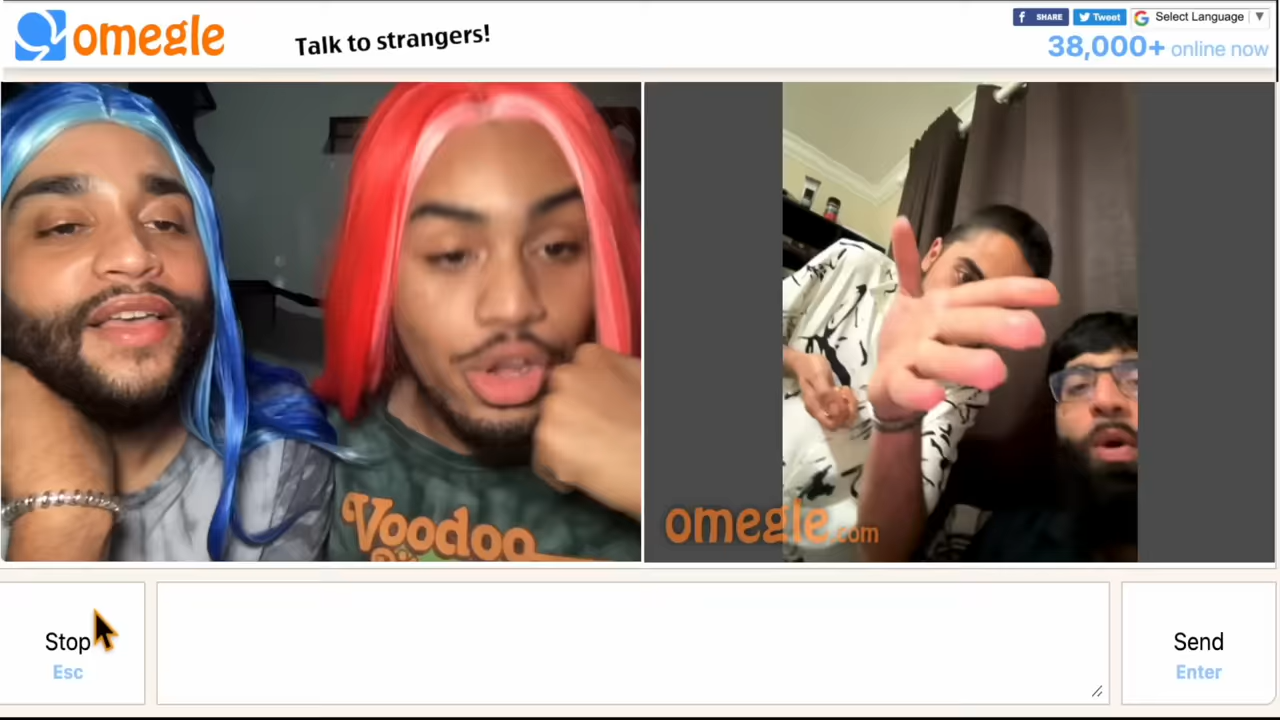 omegle
Talk to strangers!
SHARE
Tweet
Select Language
38,000+ online now
Voodoo
omegle.com
Stop
Esc
Send
Enter